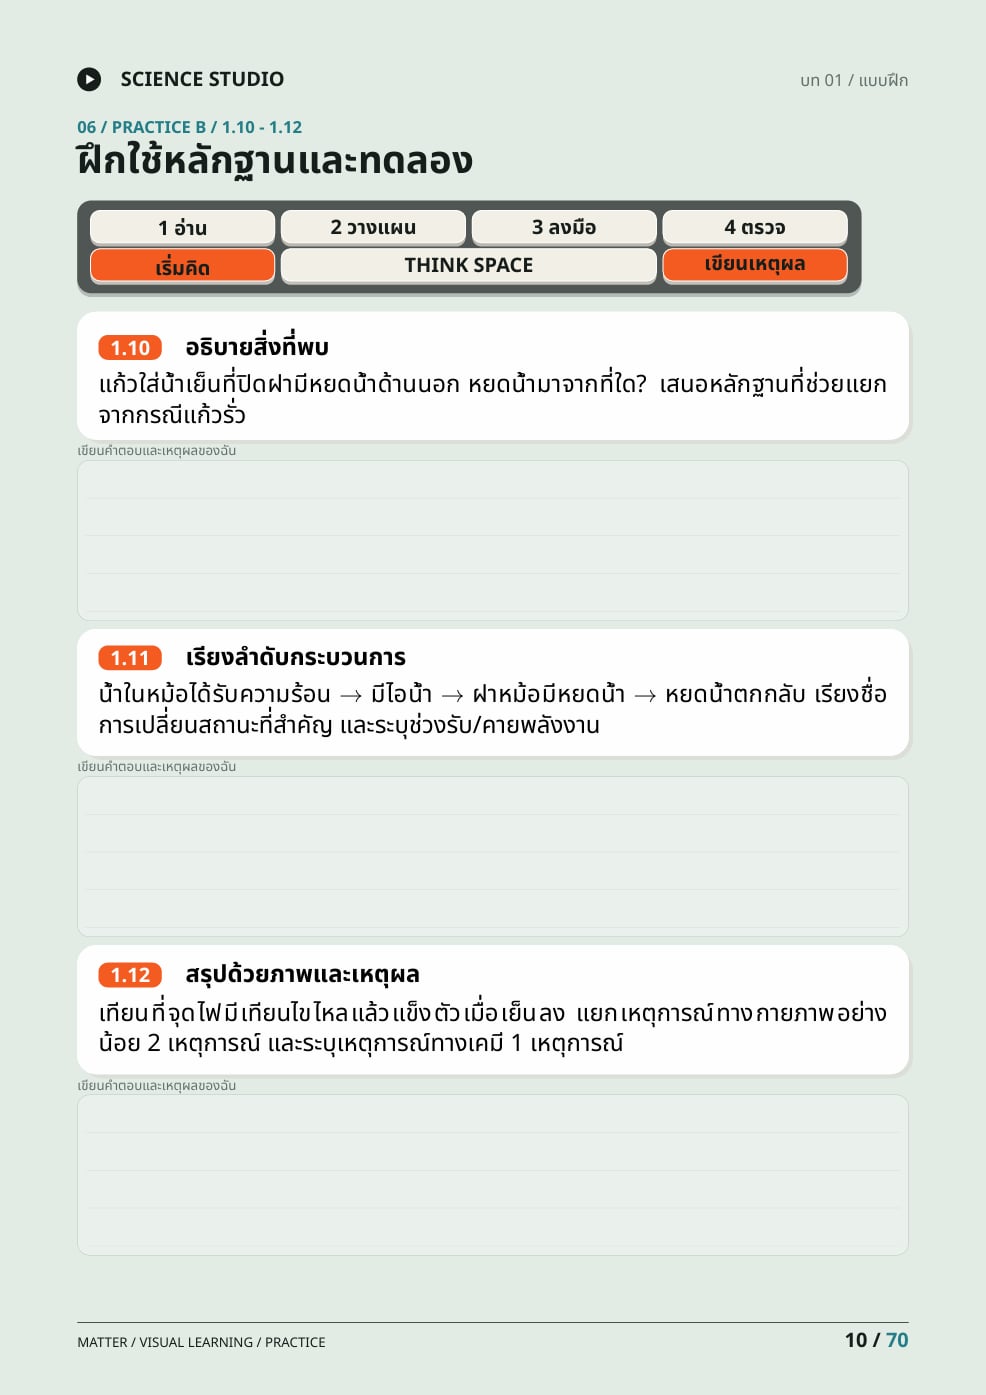 SCIENCE STUDIO
บท 01 / แบบฝึก
06 / PRACTICE B / 1.10 - 1.12
ฝึกใช้หลักฐานและทดลอง
1 อ่าน
2 วางแผน
3 ลงมือ
4 ตรวจ
เริ่มคิด
THINK SPACE
เขียนเหตุผล
1.10 อธิบายสิ่งที่พบ
แก้วใส่น้ำเย็นที่ปิดฝามีหยดน้ำด้านนอก หยดน้ำมาจากที่ใด? เสนอหลักฐานที่ช่วยแยก
จากกรณีแก้วรั่ว
เขียนคำตอบและเหตุผลของฉัน
1.11 เรียงลำดับกระบวนการ
น้ำในหม้อได้รับความร้อน → มีไอน้ำ → ฝาหม้อมีหยดน้ำ → หยดน้ำตกกลับ เรียงชื่อ
การเปลี่ยนสถานะที่สำคัญ และระบุช่วงรับ/คายพลังงาน
เขียนคำตอบและเหตุผลของฉัน
1.12 สรุปด้วยภาพและเหตุผล
เทียนที่จุดไฟมีเทียนไขไหลแล้วแข็งตัวเมื่อเย็นลง แยกเหตุการณ์ทางกายภาพอย่าง
น้อย 2 เหตุการณ์ และระบุเหตุการณ์ทางเคมี 1 เหตุการณ์
เขียนคำตอบและเหตุผลของฉัน
MATTER / VISUAL LEARNING / PRACTICE
10 / 70